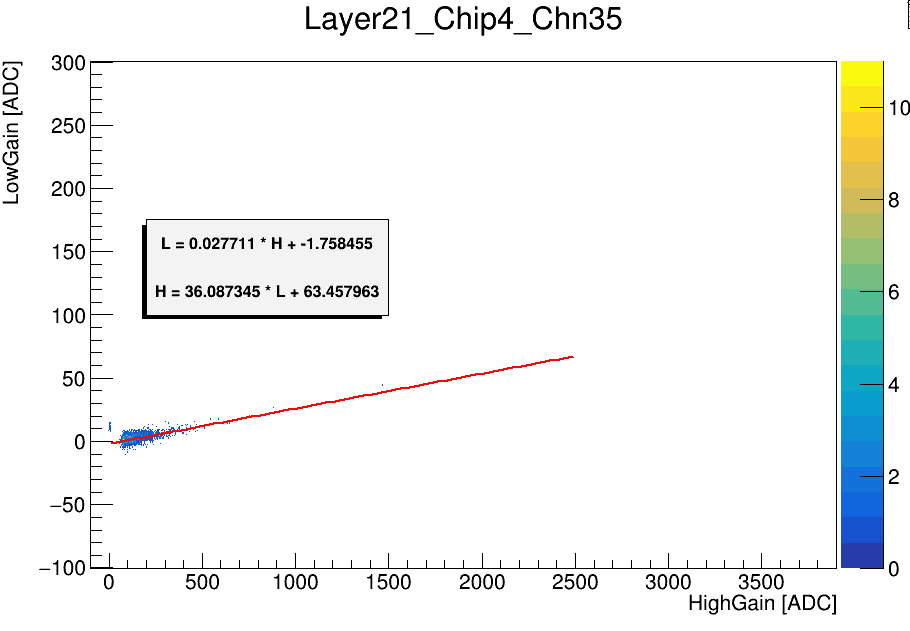 Layer21_Chip4_Chn35
LowGain [ADC]
300
250
200
150
100
50
0
−50
−100
L = 0.027711 * H + -1.758455
H = 36.087345 * L + 63.457963
0 500 1000 1500 2000 2500 3000 3500
HighGain [ADC]
10
8
6
4
2
0